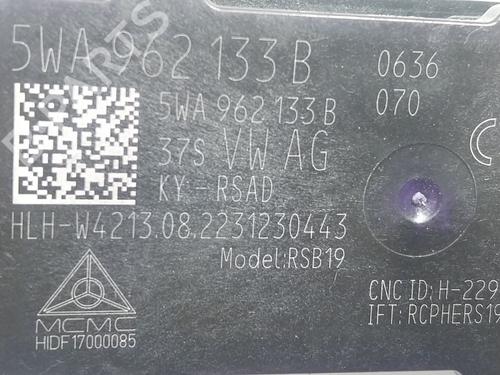 5WA 962 133 B 0636
070
5WA 962 133 B
37S VW AG
KY-RSAD
HLH-W4213.08.2231230443
Model:RSB19
MCMC
HIDF17000085
CNC ID: H-229
IFT: RCPHERS19